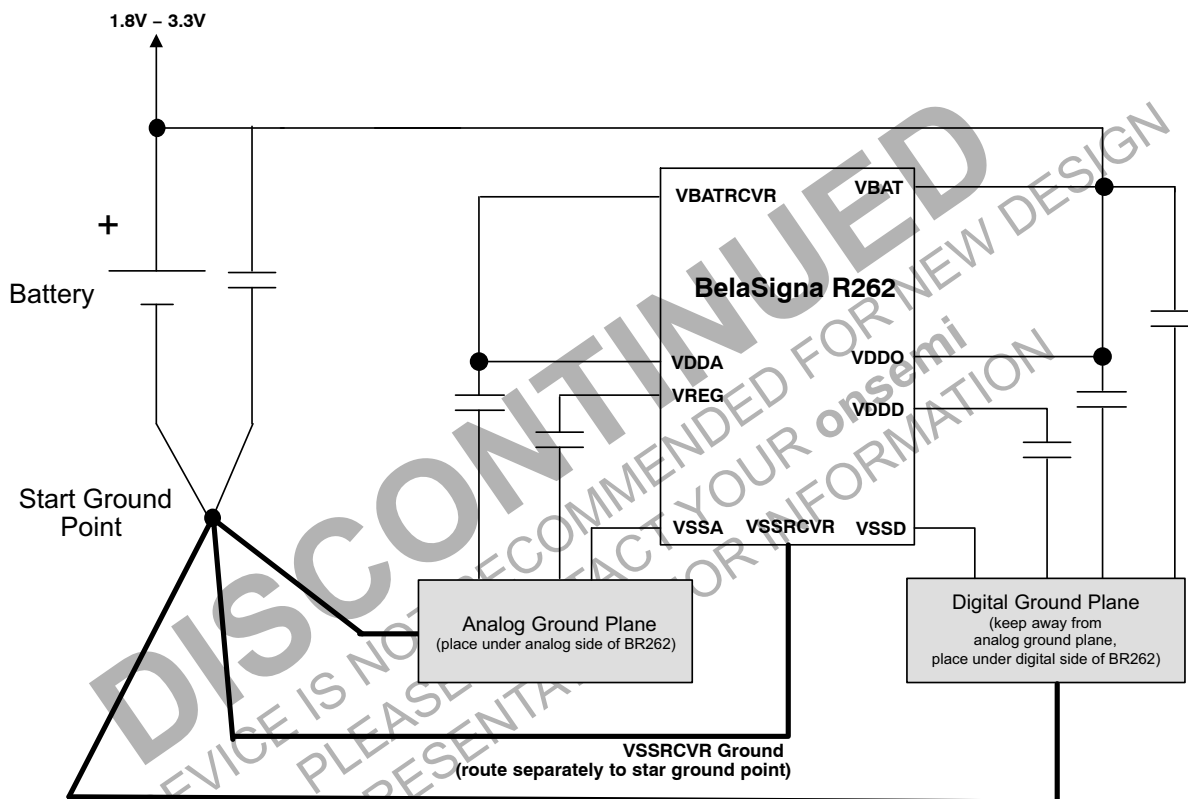 1.8V – 3.3V
VBATRCVR
VBAT
+
BelaSigna R262
Battery
VDDA
VDDO
VREG
VDDD
Start Ground
Point
VSSA
VSSRCVR
VSSD
Analog Ground Plane
(place under analog side of BR262)
Digital Ground Plane
(keep away from
analog ground plane,
place under digital side of BR262)
VSSRCVR Ground
(route separately to star ground point)
DISCONTINUED
EVICE IS NOT RECOMMENDED FOR NEW DESIGN
PLEASE CONTACT YOUR onsemi
FOR INFORMATION